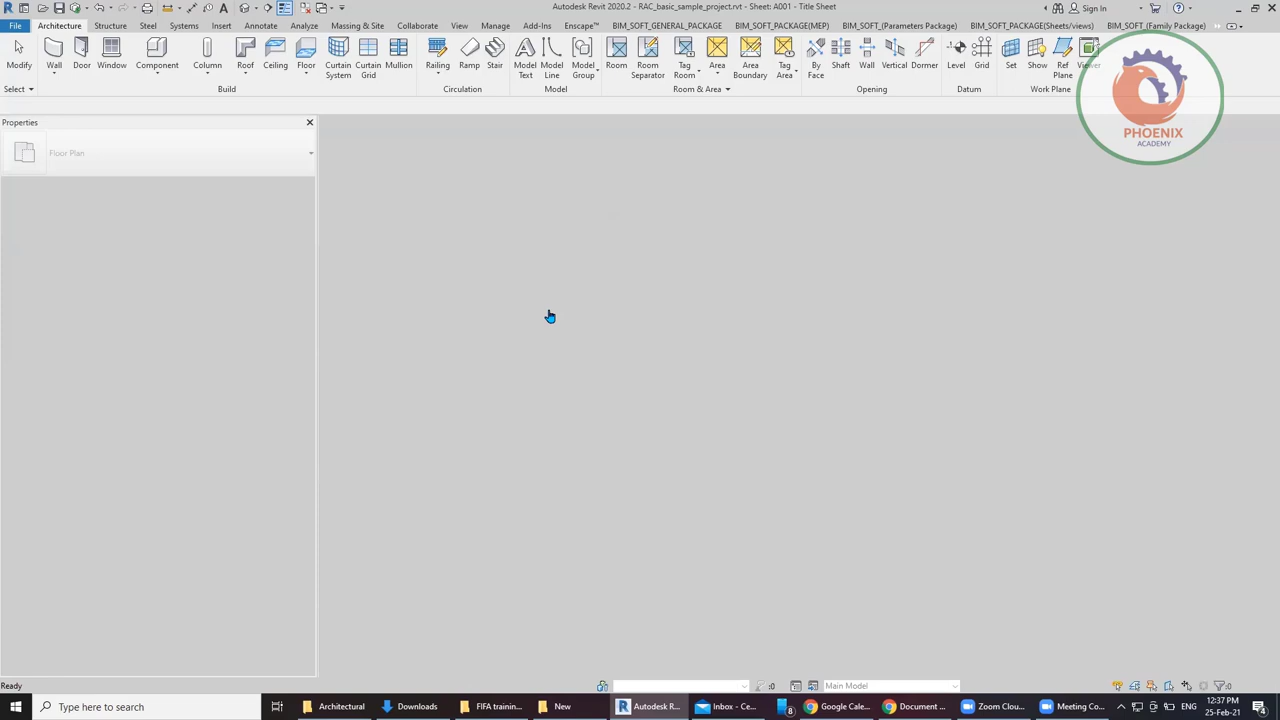 Autodesk Revit 2020.2 - RAC_basic_sample_project.rvt - Sheet: A001 - Title Sheet
Sign In
File Architecture Structure Steel Systems Insert Annotate Analyze Massing & Site Collaborate View Manage Add-Ins Enscape™ BIM_SOFT_GENERAL_PACKAGE BIM_SOFT_PACKAGE(MEP) BIM_SOFT_(Parameters Package) BIM_SOFT_PACKAGE(Sheets/views) BIM_SOFT_(Family Package)
Modify Wall Door Window Component Column Roof Ceiling Floor Curtain System Curtain Grid Mullion Railing Ramp Stair Model Text Model Line Model Group Room Room Separator Tag Room Area Area Boundary Tag Area By Face Shaft Wall Vertical Dormer Level Grid Set Show Ref Plane Viewer
Select Build Circulation Model Room & Area Opening Datum Work Plane
PHOENIX
ACADEMY
Properties
Floor Plan
Ready
:0
Main Model
:0
Type here to search
Architectural
Downloads
FIFA trainin...
New
Autodesk R...
Inbox - Ce...
8
Google Cale...
Document ...
Zoom Clou...
Meeting Co...
ENG
12:37 PM
25-Feb-21